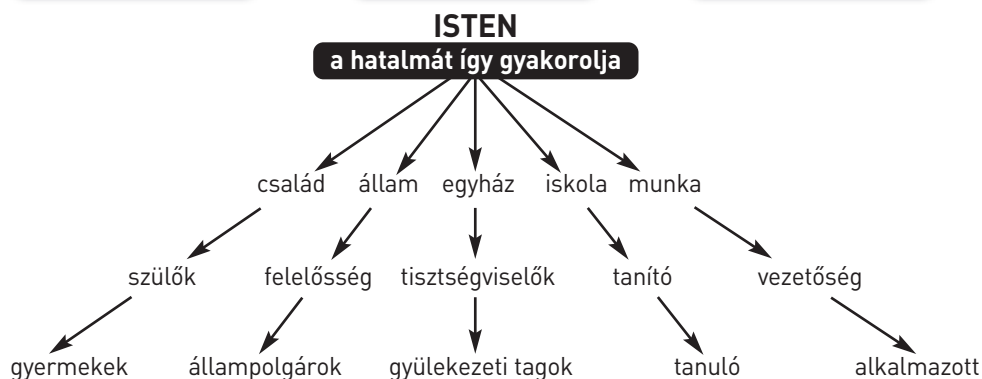 ISTEN
a hatalmát így gyakorolja
család állam egyház iskola munka
szülők felelősség tisztségviselők tanító vezetőség
gyermekek állampolgárok gyülekezeti tagok tanuló alkalmazott